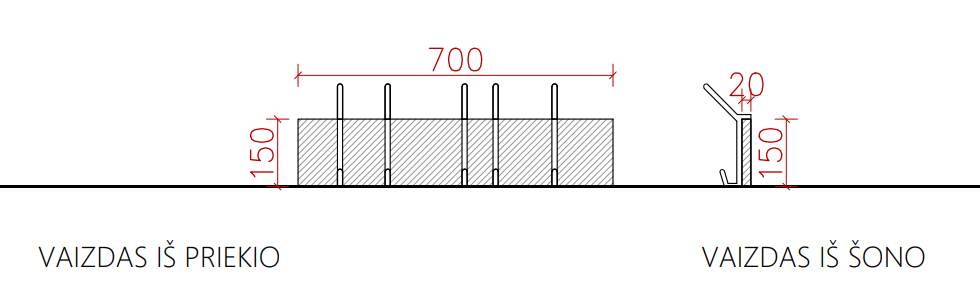 700
20
150
150
VAIZDAS IŠ PRIEKIO
VAIZDAS IŠ ŠONO